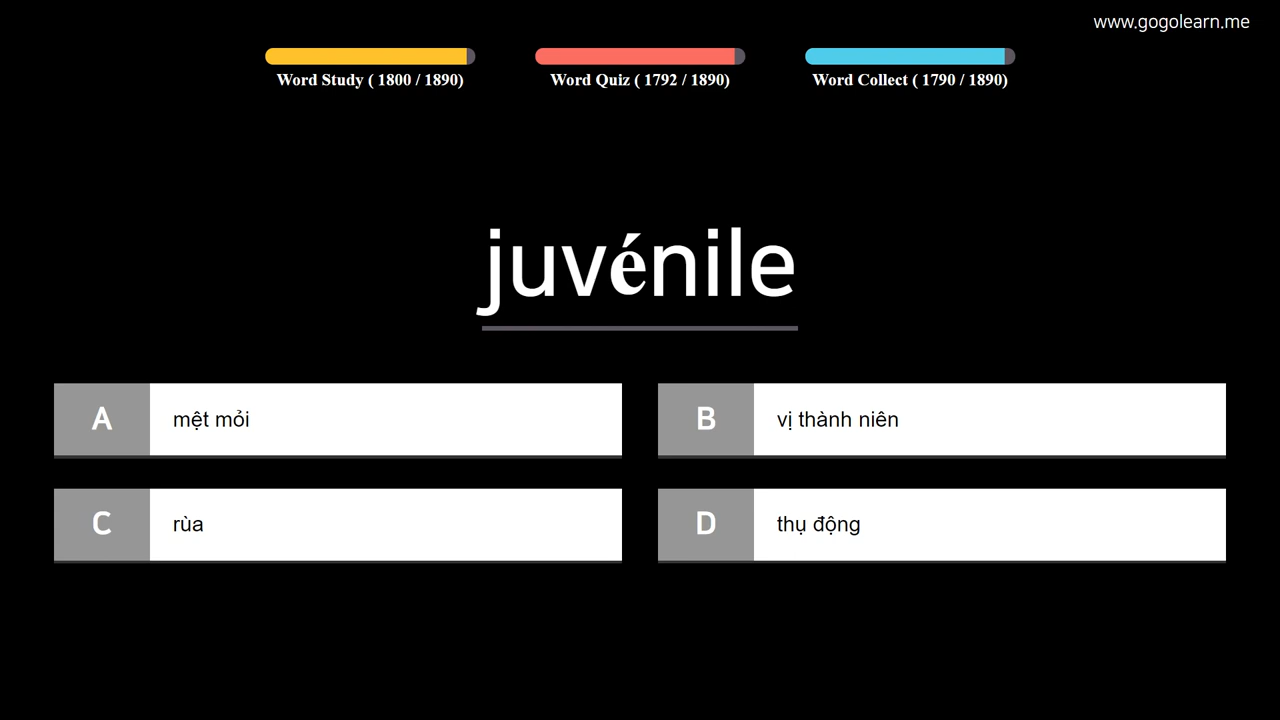 www.gogolearn.me
Word Study ( 1800 / 1890)
Word Quiz ( 1792 / 1890)
Word Collect ( 1790 / 1890)
juvénile
A mệt mỏi
B vị thành niên
C rùa
D thụ động